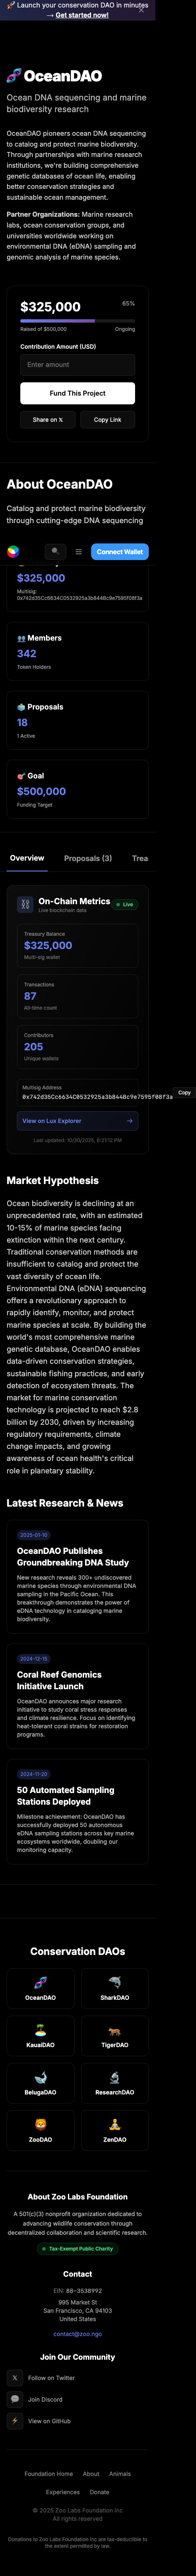 🚀 Launch your conservation DAO in minutes
→ Get started now!
🧬 OceanDAO
Ocean DNA sequencing and marine
biodiversity research
OceanDAO pioneers ocean DNA sequencing
to catalog and protect marine biodiversity.
Through partnerships with marine research
institutions, we're building comprehensive
genetic databases of ocean life, enabling
better conservation strategies and
sustainable ocean management.
Partner Organizations: Marine research
labs, ocean conservation groups, and
universities worldwide working on
environmental DNA (eDNA) sampling and
genomic analysis of marine species.
$325,000
65%
Raised of $500,000
Ongoing
Contribution Amount (USD)
Enter amount
Fund This Project
Share on X
Copy Link
About OceanDAO
Catalog and protect marine biodiversity
through cutting-edge DNA sequencing
Connect Wallet
$325,000
Multisig:
0x742d35Cc6634C0532925a3b844Bc9e7595f08f3a
👥 Members
342
Token Holders
🗳️ Proposals
18
1 Active
🎯 Goal
$500,000
Funding Target
Overview
Proposals (3)
Trea
On-Chain Metrics
Live blockchain data
Live
Treasury Balance
$325,000
Multi-sig wallet
Transactions
87
All-time count
Contributors
205
Unique wallets
Multisig Address
0x742d35Cc6634C0532925a3b844Bc9e7595f08f3a
Copy
View on Lux Explorer →
Last updated: 10/30/2025, 6:21:12 PM
Market Hypothesis
Ocean biodiversity is declining at an
unprecedented rate, with an estimated
10-15% of marine species facing
extinction within the next century.
Traditional conservation methods are
insufficient to catalog and protect the
vast diversity of ocean life.
Environmental DNA (eDNA) sequencing
offers a revolutionary approach to
rapidly identify, monitor, and protect
marine species at scale. By building the
world's most comprehensive marine
genetic database, OceanDAO enables
data-driven conservation strategies,
sustainable fishing practices, and early
detection of ecosystem threats. The
market for marine conservation
technology is projected to reach $2.8
billion by 2030, driven by increasing
regulatory requirements, climate
change impacts, and growing
awareness of ocean health's critical
role in planetary stability.
Latest Research & News
2025-01-10
OceanDAO Publishes
Groundbreaking DNA Study
New research reveals 300+ undiscovered
marine species through environmental DNA
sampling in the deep Pacific. This
breakthrough demonstrates the power of
eDNA technology in cataloging marine
biodiversity.
2024-12-15
Coral Reef Genomics
Initiative Launch
OceanDAO announces major research
initiative to study coral stress responses
and climate resilience. Focus on identifying
heat-tolerant coral strains for restoration
programs.
2024-11-20
50 Automated Sampling
Stations Deployed
Milestone achievement: OceanDAO has
successfully deployed 50 autonomous
eDNA sampling stations across key marine
ecosystems worldwide, doubling our
monitoring capacity.
Conservation DAOs
OceanDAO
SharkDAO
KauaiDAO
TigerDAO
BelugaDAO
ResearchDAO
ZooDAO
ZenDAO
About Zoo Labs Foundation
A 501(c)(3) nonprofit organization dedicated to
advancing wildlife conservation through
decentralized collaboration and scientific research.
Tax-Exempt Public Charity
Contact
EIN: 88-3538992
995 Market St
San Francisco, CA 94103
United States
contact@zoo.ngo
Join Our Community
Follow on Twitter
Join Discord
View on GitHub
Foundation Home
About
Animals
Experiences
Donate
© 2025 Zoo Labs Foundation Inc
All rights reserved
Donations to Zoo Labs Foundation Inc are tax-deductible to
the extent permitted by law.